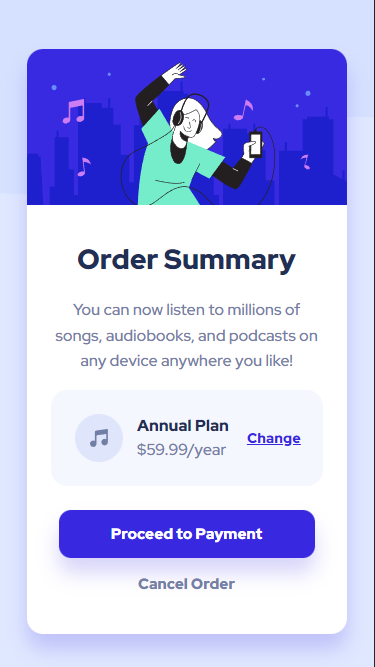 Order Summary
You can now listen to millions of
songs, audiobooks, and podcasts on
any device anywhere you like!
Annual Plan
$59.99/year
Change
Proceed to Payment
Cancel Order